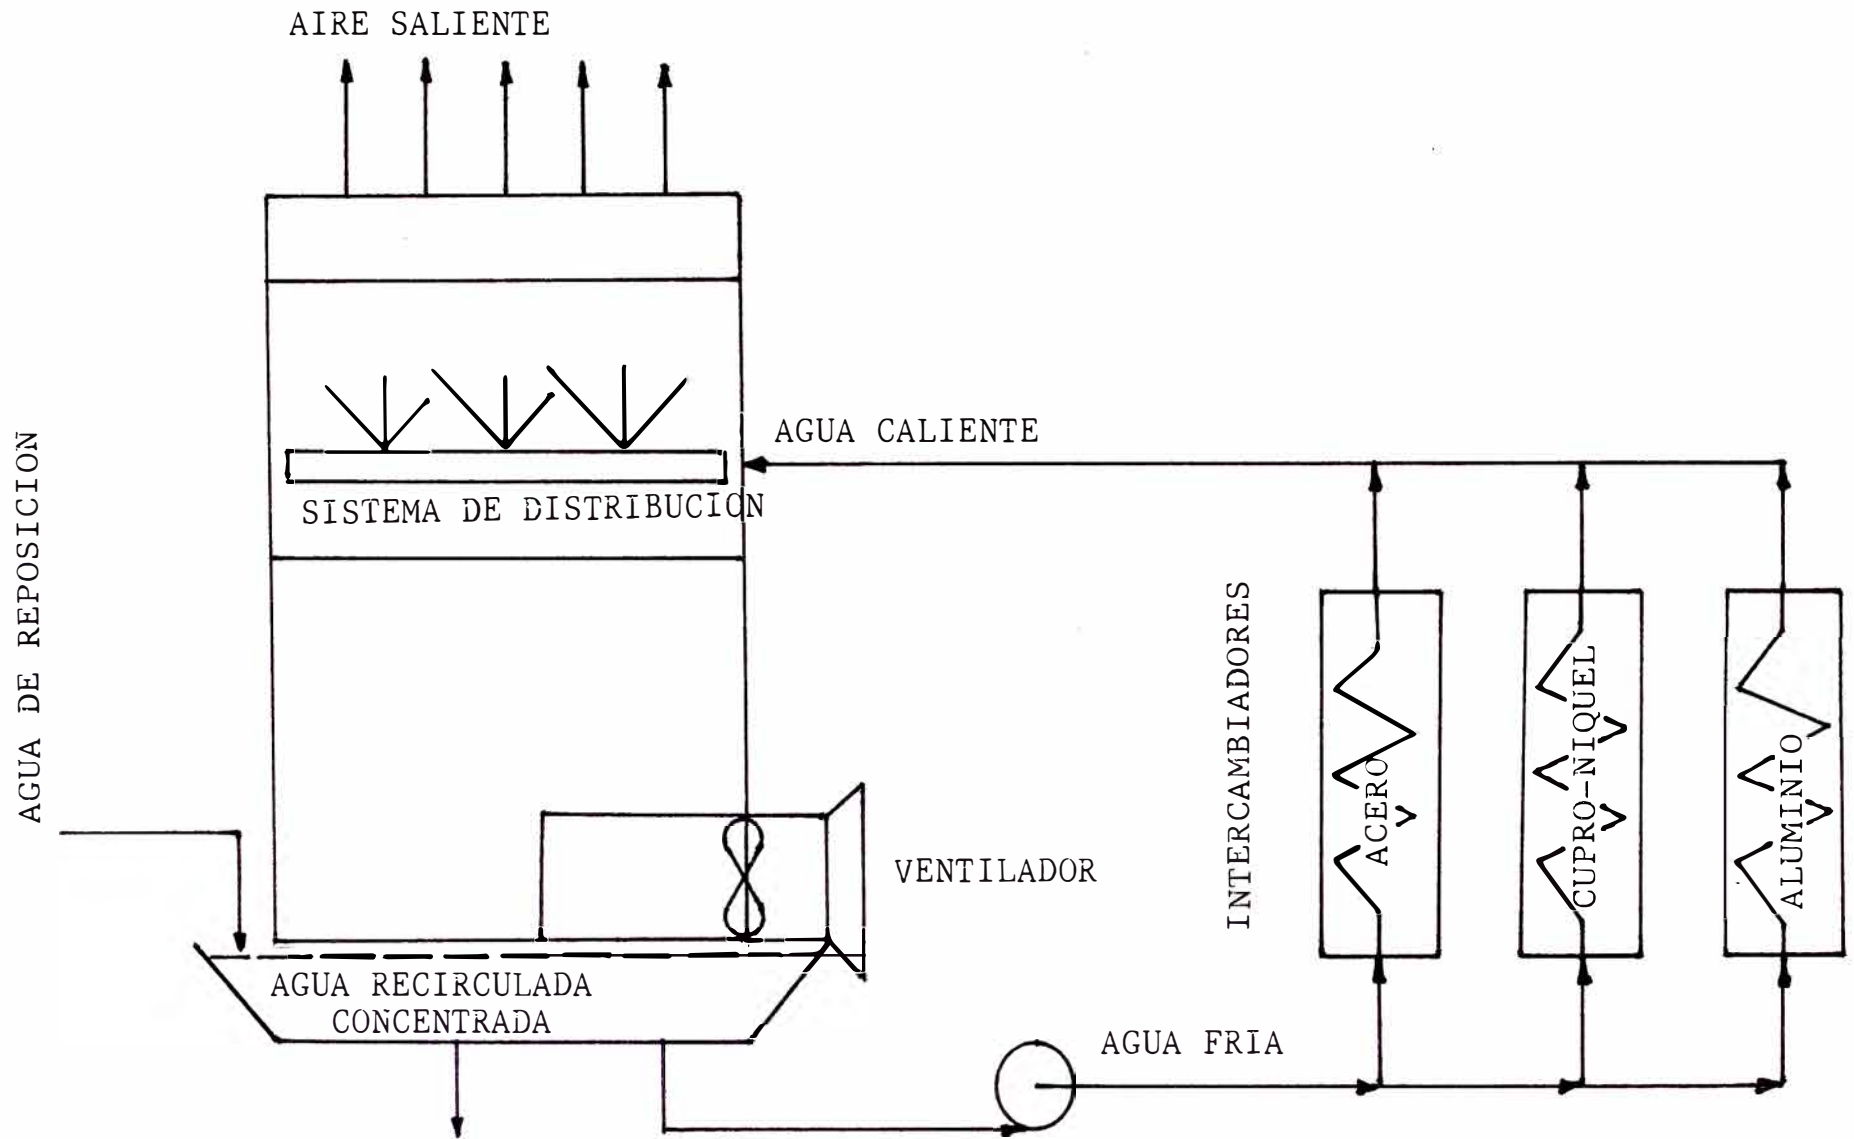 AIRE SALIENTE
AGUA CALIENTE
SISTEMA DE DISTRIBUCION
AGUA DE REPOSICION
INTERCAMBIADORES
ACERO
CUPRO-NIQUEL
ALUMINIO
VENTILADOR
AGUA RECIRCULADA
CONCENTRADA
AGUA FRIA